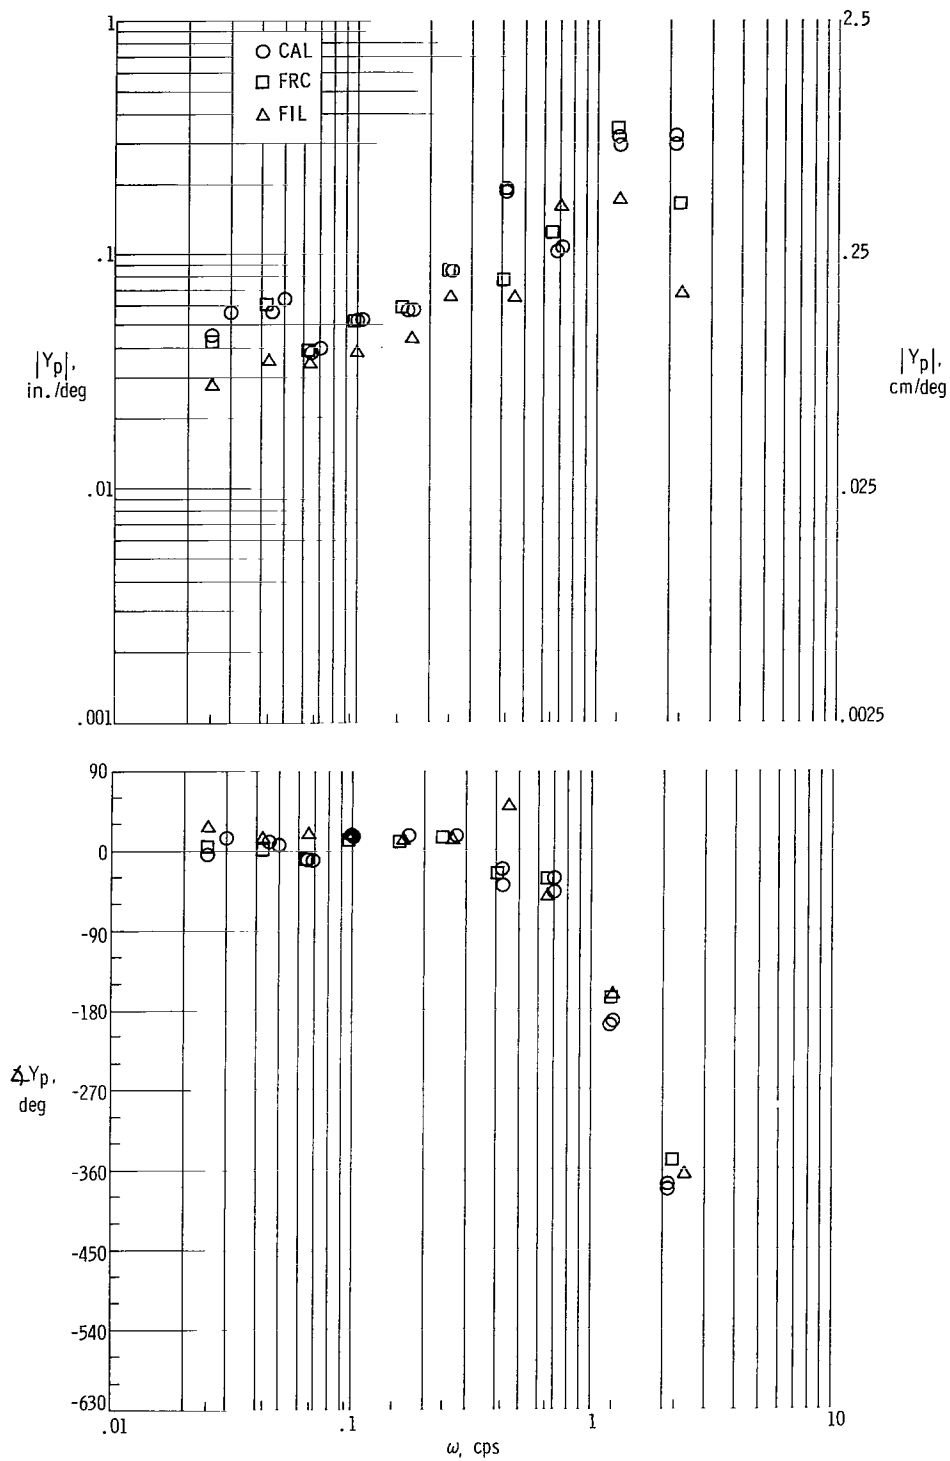 1
2.5
CAL
FRC
FIL
.1
.25
|Yp|,
in./deg
|Yp|,
cm/deg
.01
.025
.001
.0025
90
0
-90
-180
∡Yp,
deg
-270
-360
-450
-540
-630
.01
.1
1
10
ω, cps